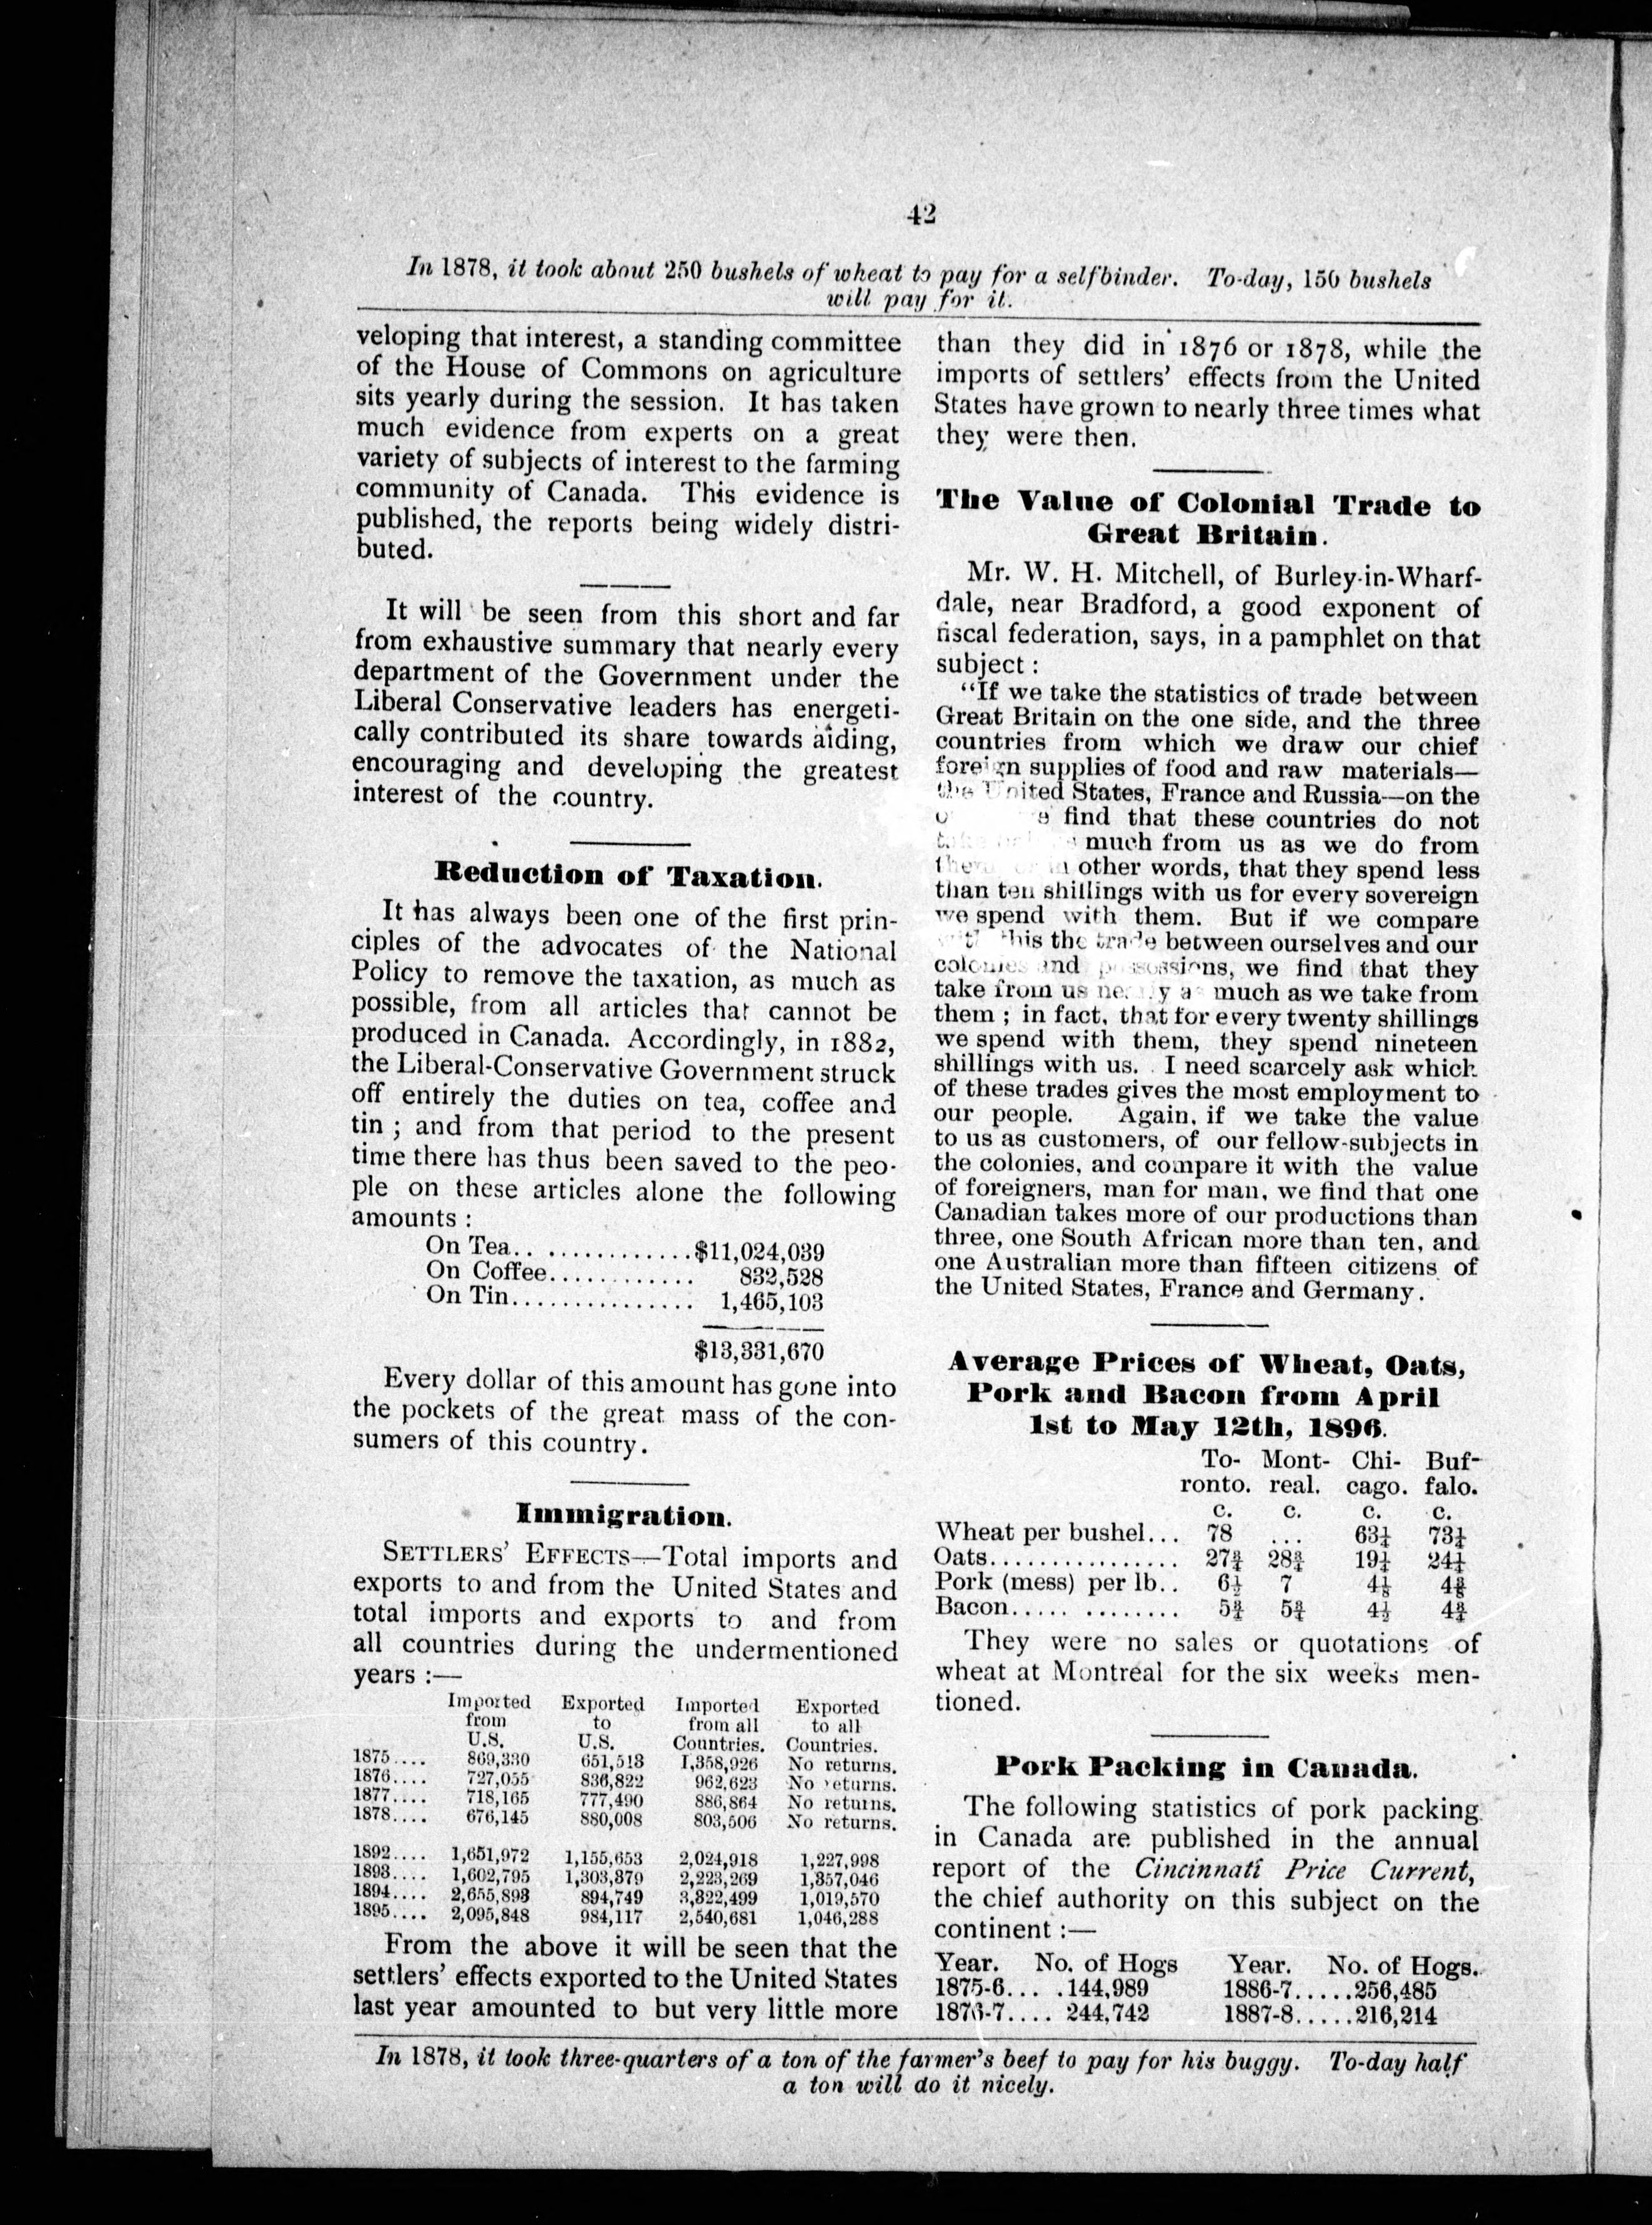 42
In 1878, it took about 250 bushels of wheat to pay for a selfbinder. To-day, 150 bushels
will pay for it.
veloping that interest, a standing committee
of the House of Commons on agriculture
sits yearly during the session. It has taken
much evidence from experts on a great
variety of subjects of interest to the farming
community of Canada. This evidence is
published, the reports being widely distri-
buted.
It will be seen from this short and far
from exhaustive summary that nearly every
department of the Government under the
Liberal Conservative leaders has energeti-
cally contributed its share towards aiding,
encouraging and developing the greatest
interest of the country.
Reduction of Taxation.
It has always been one of the first prin-
ciples of the advocates of the National
Policy to remove the taxation, as much as
possible, from all articles that cannot be
produced in Canada. Accordingly, in 1882,
the Liberal-Conservative Government struck
off entirely the duties on tea, coffee and
tin ; and from that period to the present
time there has thus been saved to the peo-
ple on these articles alone the following
amounts :
On Tea.. ............$11,024,039
On Coffee............ 832,528
On Tin............... 1,465,103
$13,331,670
Every dollar of this amount has gone into
the pockets of the great mass of the con-
sumers of this country.
Immigration.
SETTLERS' EFFECTS—Total imports and
exports to and from the United States and
total imports and exports to and from
all countries during the undermentioned
years :—
Imported Exported Imported Exported
from to from all to all
U.S. U.S. Countries. Countries.
1875.... 869,330 651,513 1,358,926 No returns.
1876.... 727,055 836,822 962,623 No returns.
1877.... 718,165 777,490 886,864 No returns.
1878.... 676,145 880,008 803,506 No returns.
1892.... 1,651,972 1,155,653 2,024,918 1,227,998
1893.... 1,602,795 1,303,379 2,223,269 1,357,046
1894.... 2,655,893 894,749 3,322,499 1,019,570
1895.... 2,095,848 984,117 2,540,681 1,046,288
From the above it will be seen that the
settlers' effects exported to the United States
last year amounted to but very little more
than they did in 1876 or 1878, while the
imports of settlers' effects from the United
States have grown to nearly three times what
they were then.
The Value of Colonial Trade to
Great Britain.
Mr. W. H. Mitchell, of Burley-in-Wharf-
dale, near Bradford, a good exponent of
fiscal federation, says, in a pamphlet on that
subject :
"If we take the statistics of trade between
Great Britain on the one side, and the three
countries from which we draw our chief
foreign supplies of food and raw materials—
the United States, France and Russia—on the
find that these countries do not
much from us as we do from
them other words, that they spend less
than ten shillings with us for every sovereign
we spend with them. But if we compare
with this the trade between ourselves and our
colonies and possessions, we find that they
take from us nearly as much as we take from
them ; in fact, that for every twenty shillings
we spend with them, they spend nineteen
shillings with us. I need scarcely ask which
of these trades gives the most employment to
our people. Again, if we take the value
to us as customers, of our fellow-subjects in
the colonies, and compare it with the value
of foreigners, man for man, we find that one
Canadian takes more of our productions than
three, one South African more than ten, and
one Australian more than fifteen citizens of
the United States, France and Germany.
Average Prices of Wheat, Oats,
Pork and Bacon from April
1st to May 12th, 1896.
To- Mont- Chi- Buf-
ronto. real. cago. falo.
c. c. c. c.
Wheat per bushel... 78 ... 63¼ 73¼
Oats................ 27¾ 28¾ 19¼ 24¼
Pork (mess) per lb.. 6½ 7 4⅛ 4⅜
Bacon..... ........ 5¾ 5¾ 4½ 4¾
They were no sales or quotations of
wheat at Montreal for the six weeks men-
tioned.
Pork Packing in Canada.
The following statistics of pork packing
in Canada are published in the annual
report of the Cincinnati Price Current,
the chief authority on this subject on the
continent :—
Year. No. of Hogs Year. No. of Hogs.
1875-6... .144,989 1886-7.....256,485
1876-7.... 244,742 1887-8.....216,214
In 1878, it took three-quarters of a ton of the farmer's beef to pay for his buggy. To-day half
a ton will do it nicely.